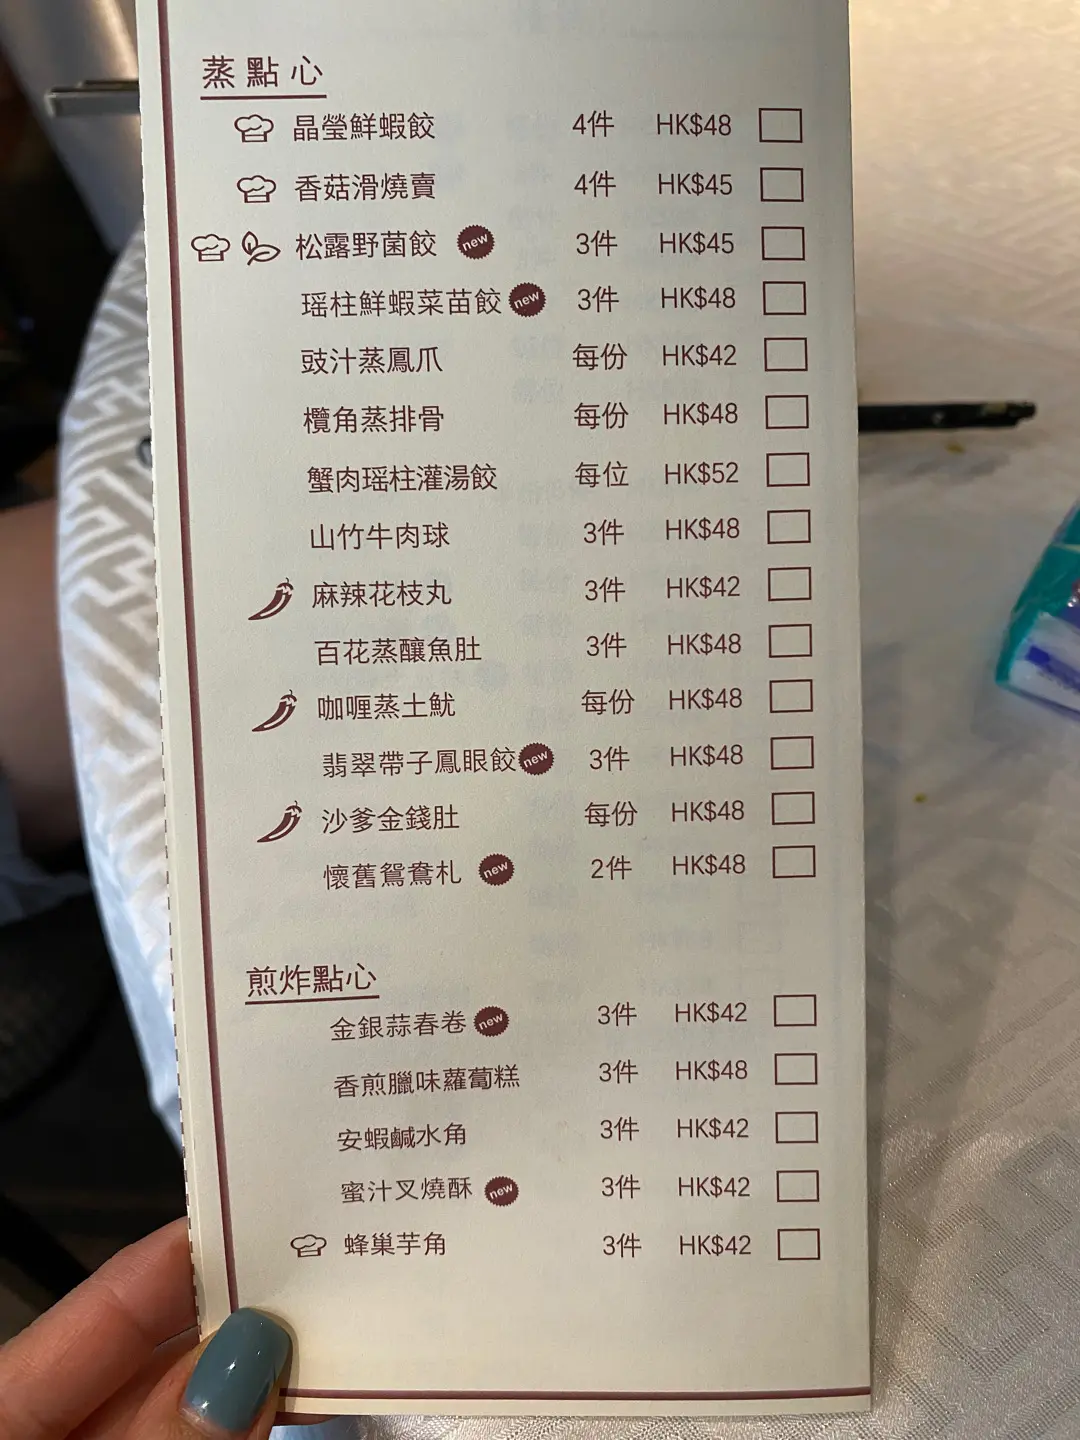 蒸點心
晶瑩鮮蝦餃 4件 HK$48
香菇滑燒賣 4件 HK$45
松露野菌餃 new 3件 HK$45
瑶柱鮮蝦菜苗餃 new 3件 HK$48
豉汁蒸鳳爪 每份 HK$42
欖角蒸排骨 每份 HK$48
蟹肉瑶柱灌湯餃 每位 HK$52
山竹牛肉球 3件 HK$48
麻辣花枝丸 3件 HK$42
百花蒸釀魚肚 3件 HK$48
咖喱蒸土魷 每份 HK$48
翡翠帶子鳳眼餃 new 3件 HK$48
沙爹金錢肚 每份 HK$48
懷舊鴛鴦札 new 2件 HK$48
煎炸點心
金銀蒜春卷 new 3件 HK$42
香煎臘味蘿蔔糕 3件 HK$48
安蝦鹹水角 3件 HK$42
蜜汁叉燒酥 new 3件 HK$42
蜂巢芋角 3件 HK$42